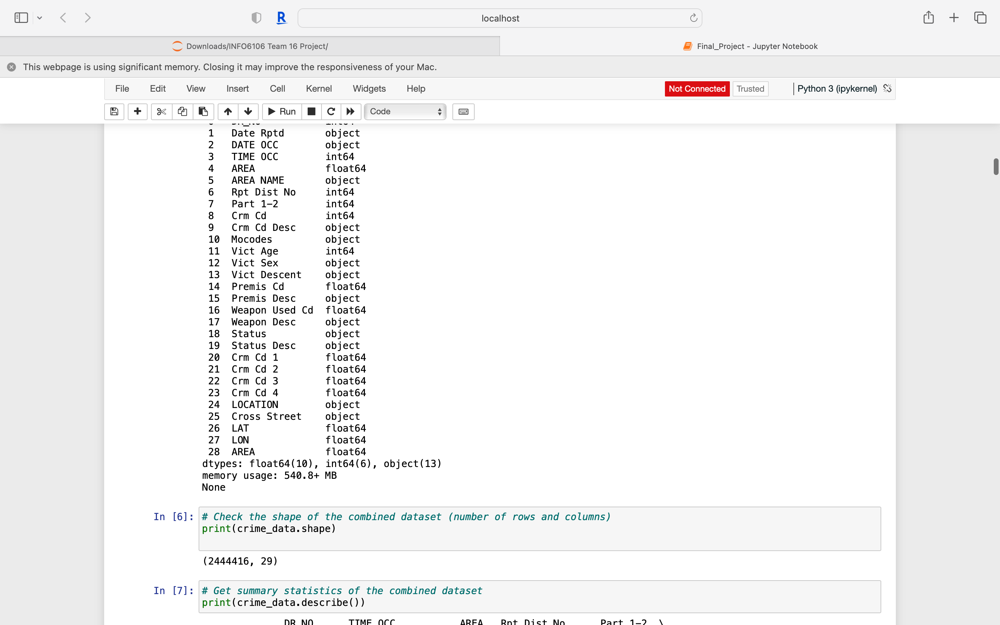 localhost
Downloads/INFO6106 Team 16 Project/
Final_Project - Jupyter Notebook
This webpage is using significant memory. Closing it may improve the responsiveness of your Mac.
File Edit View Insert Cell Kernel Widgets Help Not Connected Trusted Python 3 (ipykernel)
Run Code
1 Date Rptd object
2 DATE OCC object
3 TIME OCC int64
4 AREA float64
5 AREA NAME object
6 Rpt Dist No int64
7 Part 1-2 int64
8 Crm Cd int64
9 Crm Cd Desc object
10 Mocodes object
11 Vict Age int64
12 Vict Sex object
13 Vict Descent object
14 Premis Cd float64
15 Premis Desc object
16 Weapon Used Cd float64
17 Weapon Desc object
18 Status object
19 Status Desc object
20 Crm Cd 1 float64
21 Crm Cd 2 float64
22 Crm Cd 3 float64
23 Crm Cd 4 float64
24 LOCATION object
25 Cross Street object
26 LAT float64
27 LON float64
28 AREA float64
dtypes: float64(10), int64(6), object(13)
memory usage: 540.8+ MB
None
In [6]: # Check the shape of the combined dataset (number of rows and columns)
print(crime_data.shape)
(2444416, 29)
In [7]: # Get summary statistics of the combined dataset
print(crime_data.describe())
DR_NO TIME OCC AREA Rpt Dist No Part 1-2 \